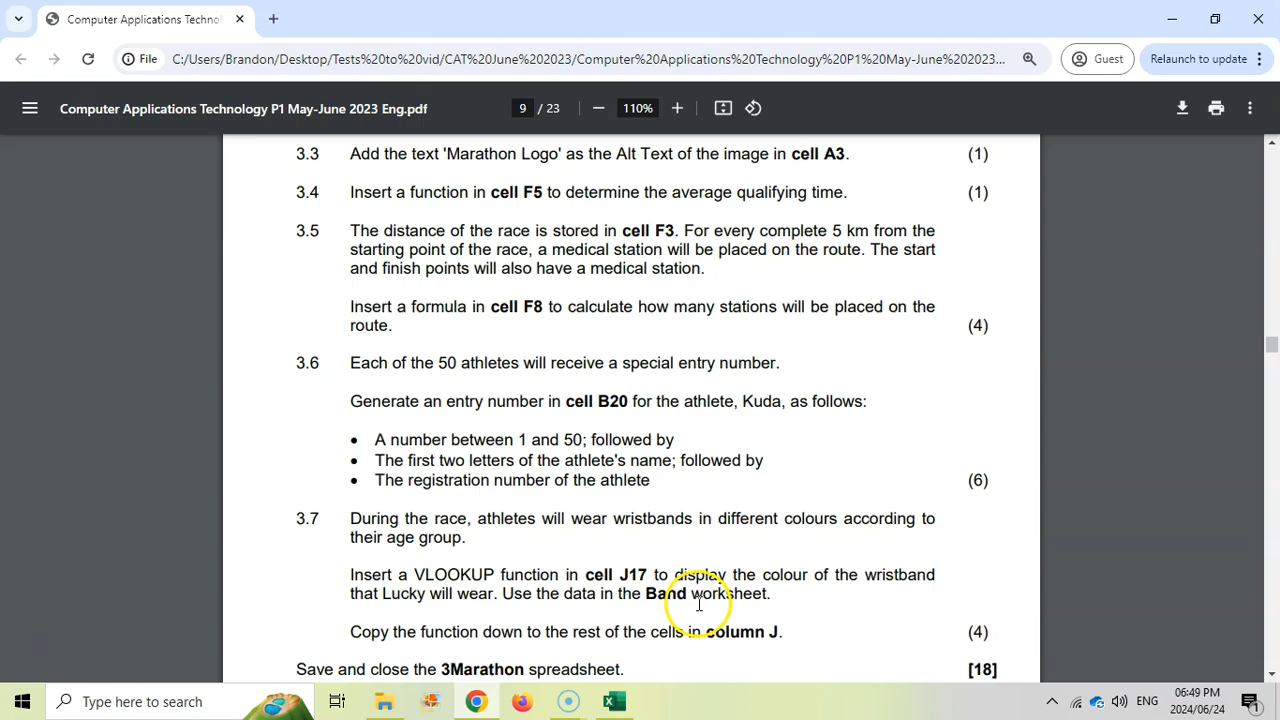 Computer Applications Techno
File
C:/Users/Brandon/Desktop/Tests%20to%20vid/CAT%20June%202023/Computer%20Applications%20Technology%20P1%20May-June%202023...
Guest
Relaunch to update
Computer Applications Technology P1 May-June 2023 Eng.pdf
9 / 23
110%
3.3 Add the text 'Marathon Logo' as the Alt Text of the image in cell A3. (1)
3.4 Insert a function in cell F5 to determine the average qualifying time. (1)
3.5 The distance of the race is stored in cell F3. For every complete 5 km from the
starting point of the race, a medical station will be placed on the route. The start
and finish points will also have a medical station.
Insert a formula in cell F8 to calculate how many stations will be placed on the
route. (4)
3.6 Each of the 50 athletes will receive a special entry number.
Generate an entry number in cell B20 for the athlete, Kuda, as follows:
• A number between 1 and 50; followed by
• The first two letters of the athlete's name; followed by
• The registration number of the athlete (6)
3.7 During the race, athletes will wear wristbands in different colours according to
their age group.
Insert a VLOOKUP function in cell J17 to display the colour of the wristband
that Lucky will wear. Use the data in the Band worksheet.
Copy the function down to the rest of the cells in column J. (4)
Save and close the 3Marathon spreadsheet. [18]
Type here to search
06:49 PM
2024/06/24